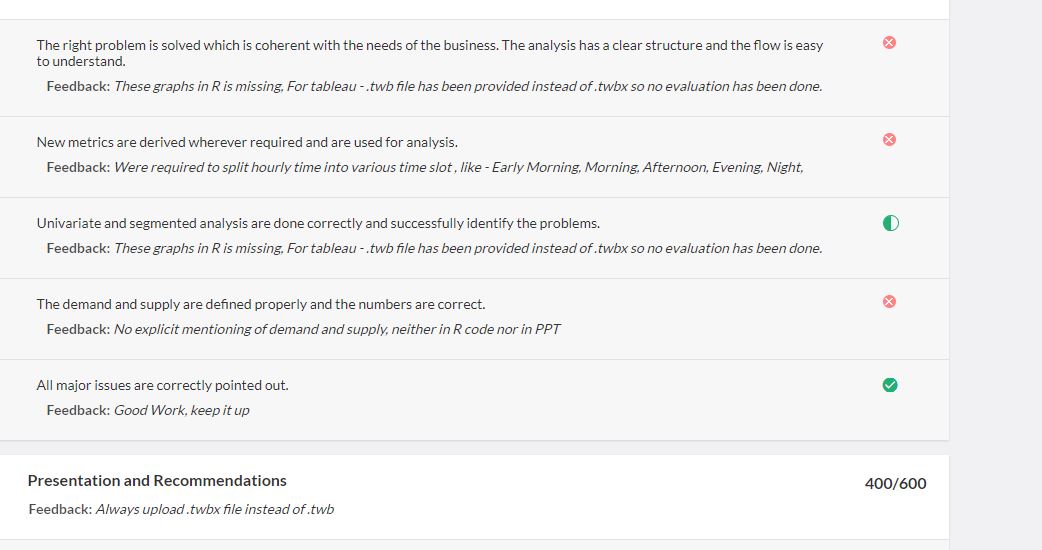 The right problem is solved which is coherent with the needs of the business. The analysis has a clear structure and the flow is easy
to understand.
Feedback: These graphs in R is missing, For tableau - .twb file has been provided instead of .twbx so no evaluation has been done.
New metrics are derived wherever required and are used for analysis.
Feedback: Were required to split hourly time into various time slot , like - Early Morning, Morning, Afternoon, Evening, Night,
Univariate and segmented analysis are done correctly and successfully identify the problems.
Feedback: These graphs in R is missing, For tableau - .twb file has been provided instead of .twbx so no evaluation has been done.
The demand and supply are defined properly and the numbers are correct.
Feedback: No explicit mentioning of demand and supply, neither in R code nor in PPT
All major issues are correctly pointed out.
Feedback: Good Work, keep it up
Presentation and Recommendations
400/600
Feedback: Always upload .twbx file instead of .twb